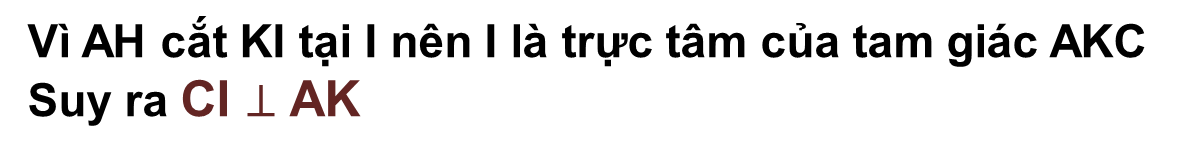 Vì AH cắt KI tại I nên I là trực tâm của tam giác AKC
Suy ra CI ⊥ AK